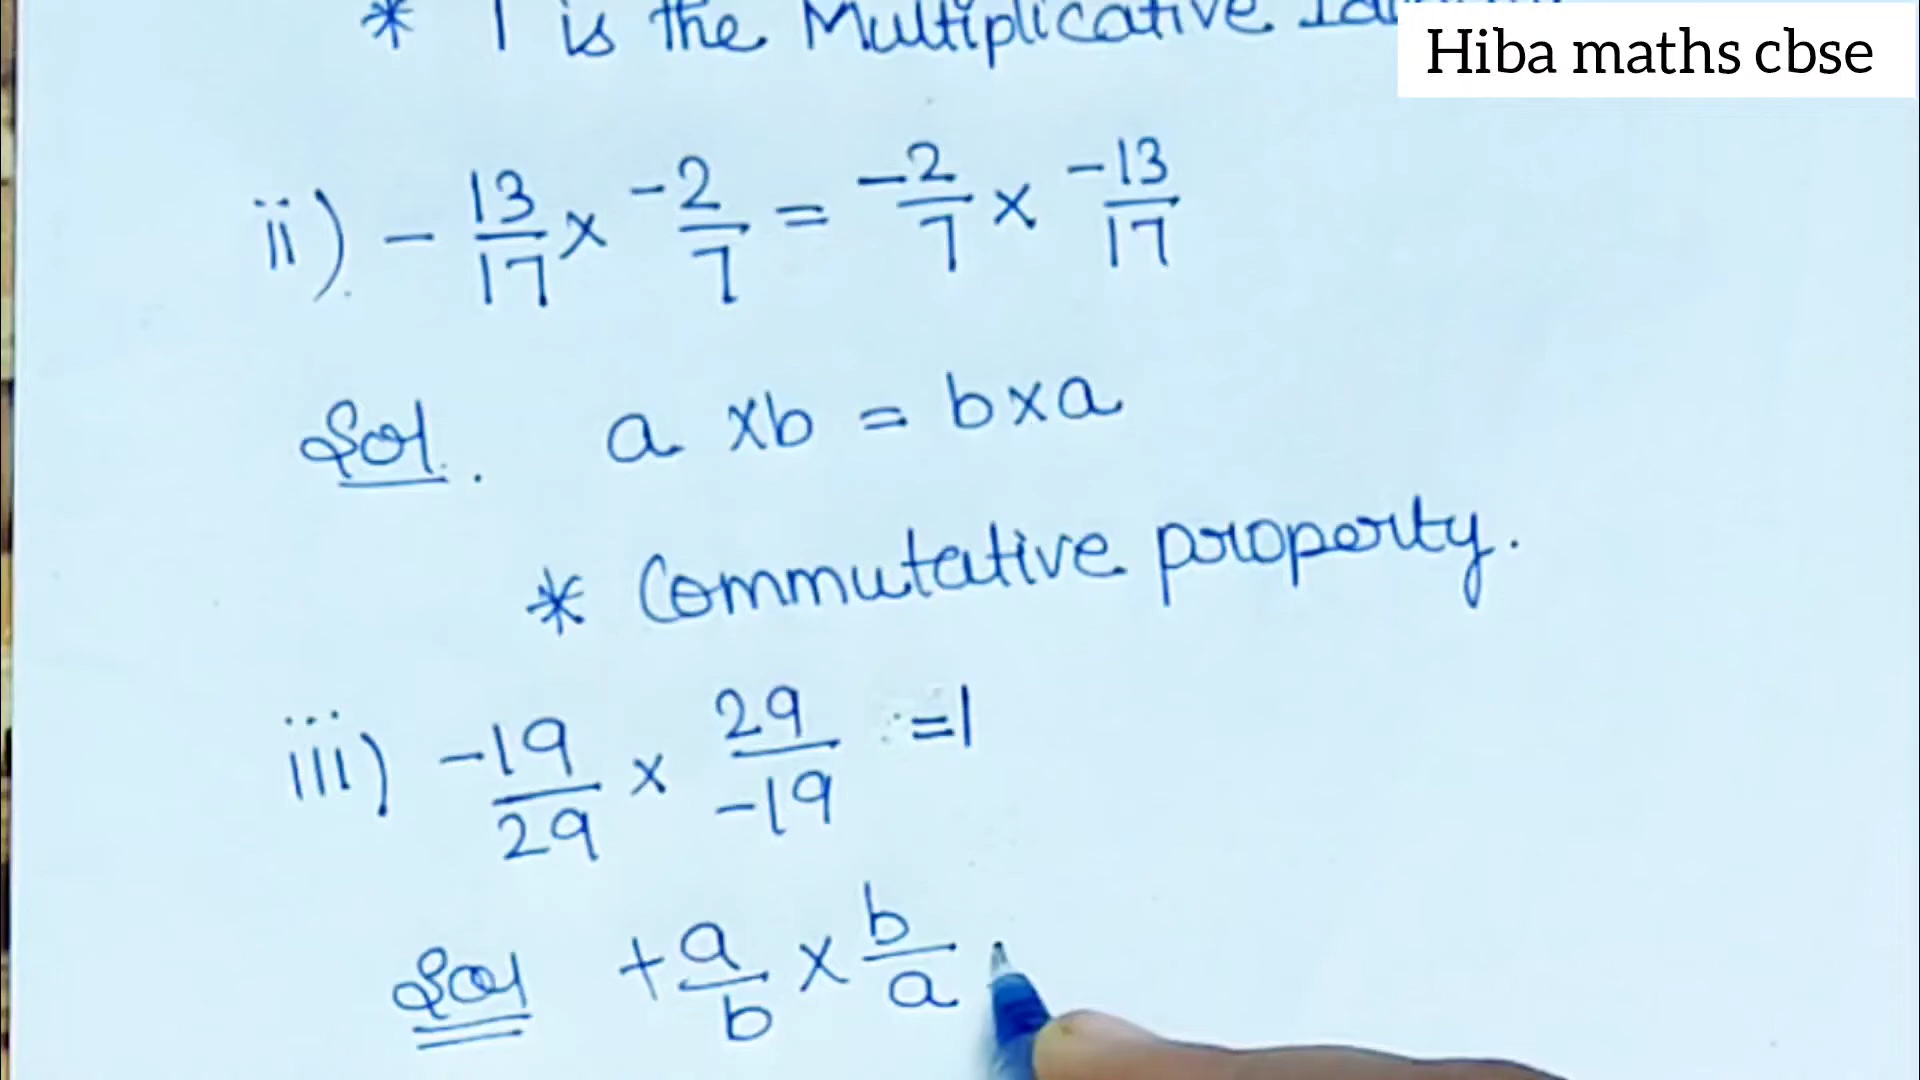 * 1 is the Multiplicative
Hiba maths cbse
ii) - 13/17 × -2/7 = -2/7 × -13/17
Sol. a × b = b × a
* Commutative property.
iii) -19/29 × 29/-19 = 1
Sol + a/b × b/a